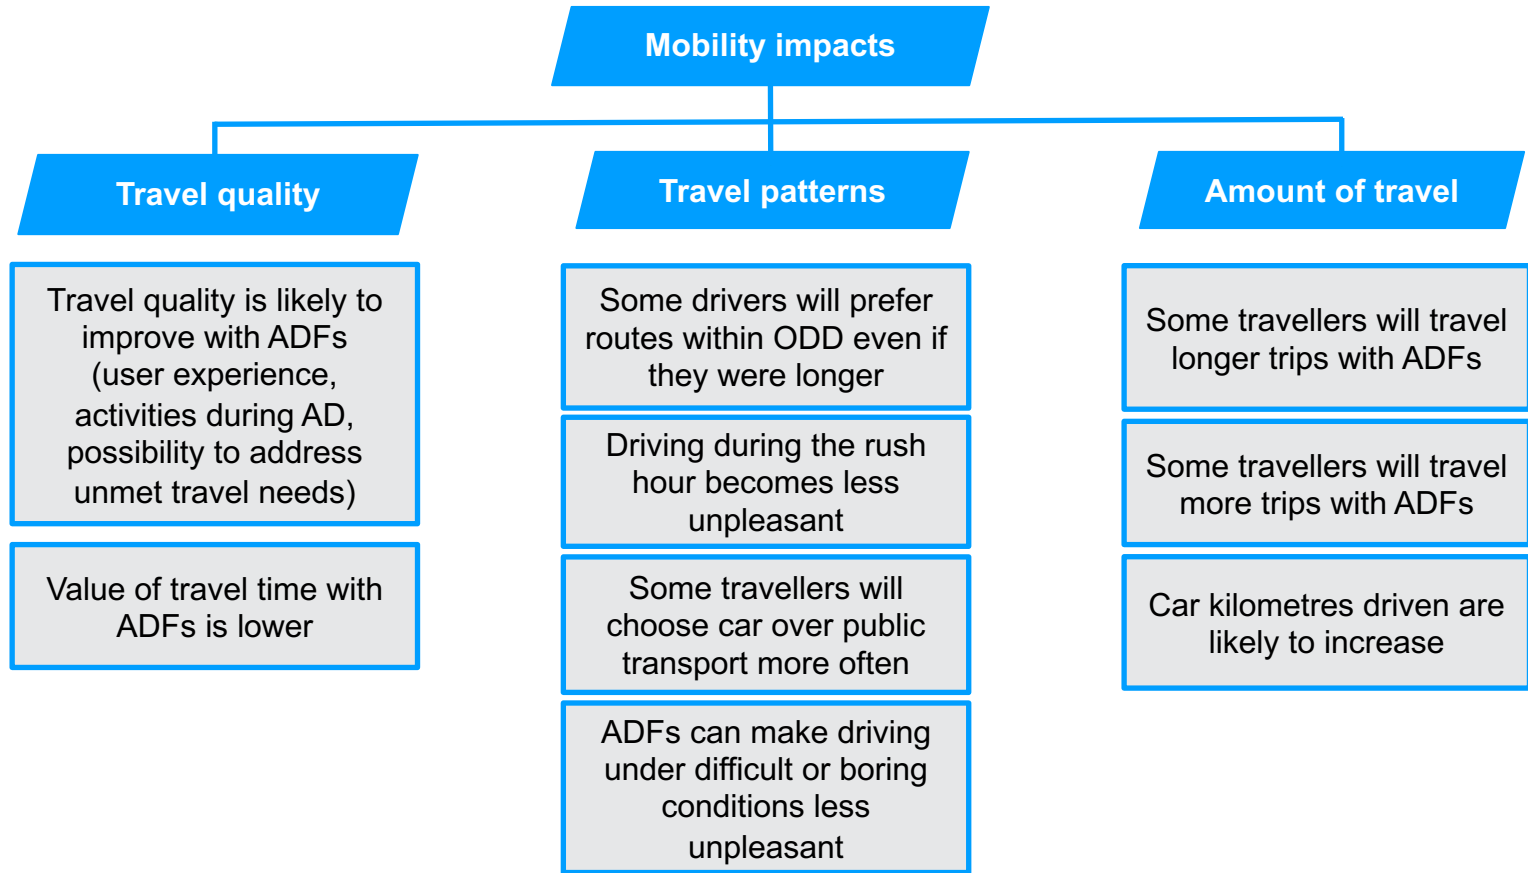 Mobility impacts
Travel quality
Travel patterns
Amount of travel
Travel quality is likely to
improve with ADFs
(user experience,
activities during AD,
possibility to address
unmet travel needs)
Value of travel time with
ADFs is lower
Some drivers will prefer
routes within ODD even if
they were longer
Driving during the rush
hour becomes less
unpleasant
Some travellers will
choose car over public
transport more often
ADFs can make driving
under difficult or boring
conditions less
unpleasant
Some travellers will travel
longer trips with ADFs
Some travellers will travel
more trips with ADFs
Car kilometres driven are
likely to increase